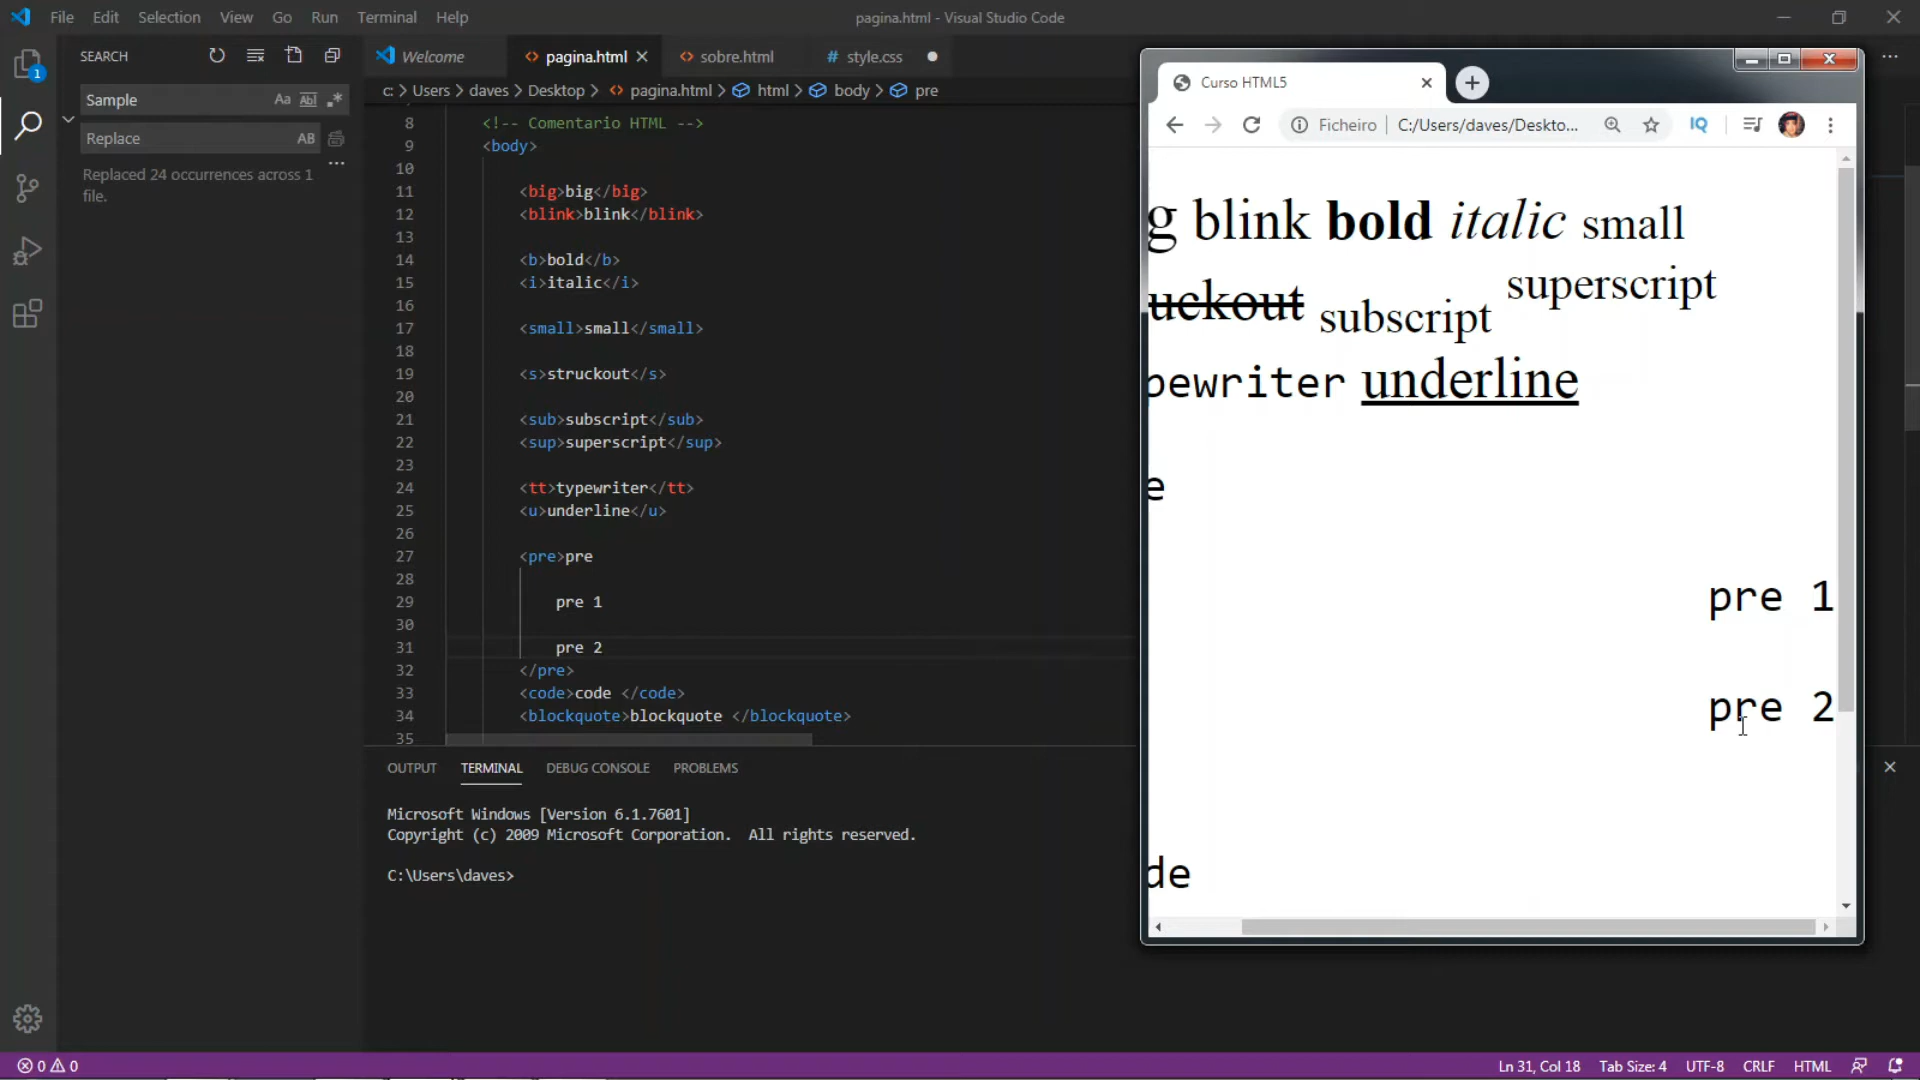 File Edit Selection View Go Run Terminal Help
pagina.html - Visual Studio Code
SEARCH
Sample
Aa Abl .*
Replace
AB
Replaced 24 occurrences across 1
file.
1
Welcome
<> pagina.html
<> sobre.html
# style.css
c: > Users > daves > Desktop > <> pagina.html > html > body > pre
8 <!-- Comentario HTML -->
9 <body>
10
11 <big>big</big>
12 <blink>blink</blink>
13
14 <b>bold</b>
15 <i>italic</i>
16
17 <small>small</small>
18
19 <s>struckout</s>
20
21 <sub>subscript</sub>
22 <sup>superscript</sup>
23
24 <tt>typewriter</tt>
25 <u>underline</u>
26
27 <pre>pre
28
29 pre 1
30
31 pre 2
32 </pre>
33 <code>code </code>
34 <blockquote>blockquote </blockquote>
35
OUTPUT TERMINAL DEBUG CONSOLE PROBLEMS
Microsoft Windows [Version 6.1.7601]
Copyright (c) 2009 Microsoft Corporation. All rights reserved.
C:\Users\daves>
Curso HTML5
Ficheiro | C:/Users/daves/Deskto...
IQ
g blink bold italic small
uckout subscript superscript
pewriter underline
e
pre 1
pre 2
de
0 0
Ln 31, Col 18 Tab Size: 4 UTF-8 CRLF HTML